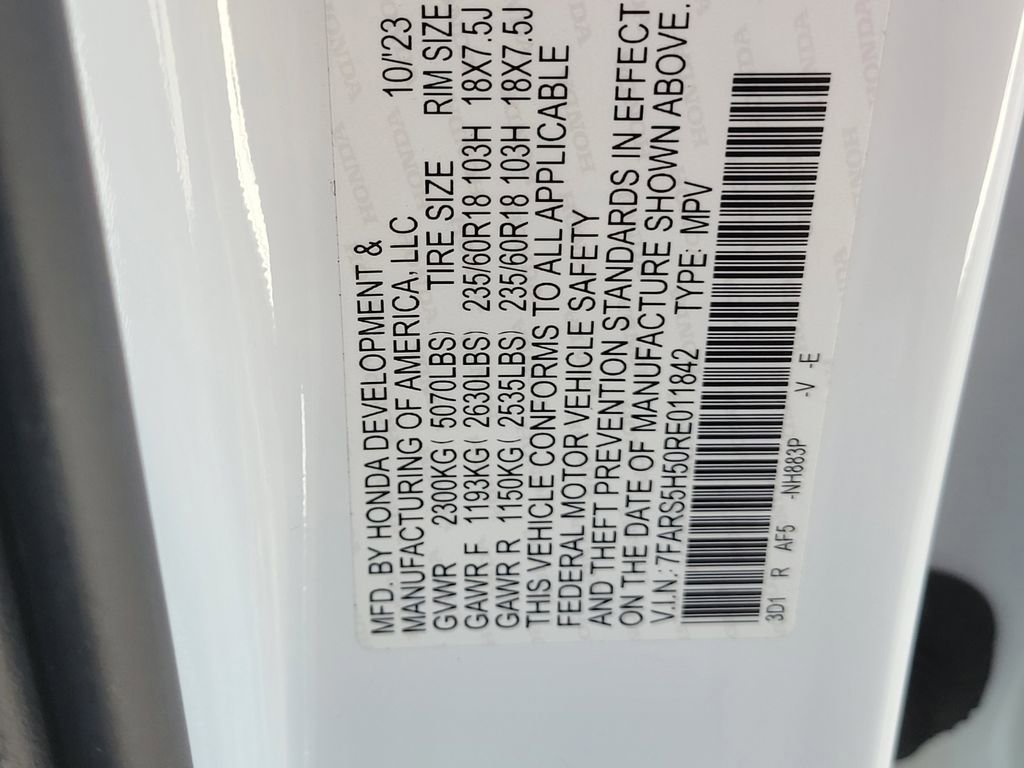 MFD. BY HONDA DEVELOPMENT &
MANUFACTURING OF AMERICA, LLC 10/'23
GVWR 2300KG( 5070LBS) TIRE SIZE RIM SIZE
GAWR F 1193KG( 2630LBS) 235/60R18 103H 18X7.5J
GAWR R 1150KG( 2535LBS) 235/60R18 103H 18X7.5J
THIS VEHICLE CONFORMS TO ALL APPLICABLE
FEDERAL MOTOR VEHICLE SAFETY
AND THEFT PREVENTION STANDARDS IN EFFECT
ON THE DATE OF MANUFACTURE SHOWN ABOVE.
V.I.N.: 7FARS5H50RE011842 TYPE: MPV
3D1 R AF5 -NH883P -V -E